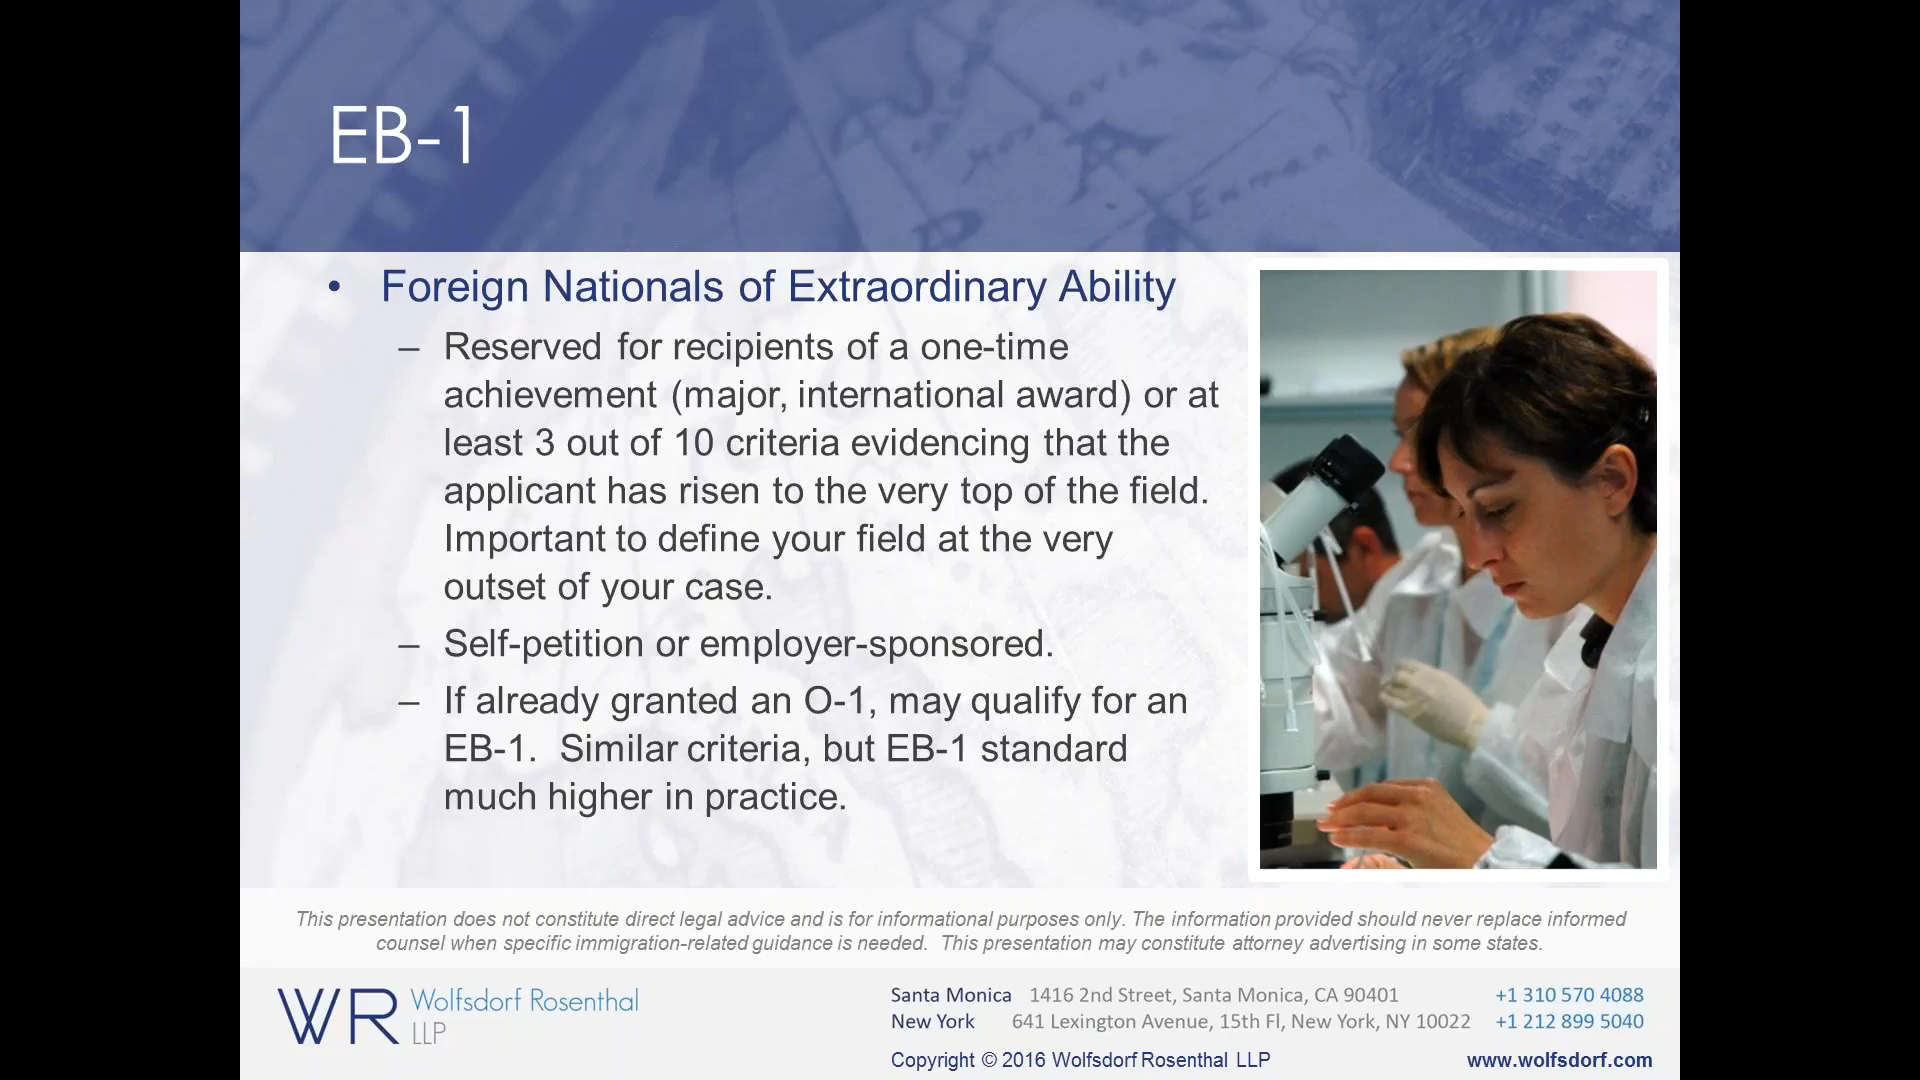 EB-1
• Foreign Nationals of Extraordinary Ability
– Reserved for recipients of a one-time
achievement (major, international award) or at
least 3 out of 10 criteria evidencing that the
applicant has risen to the very top of the field.
Important to define your field at the very
outset of your case.
– Self-petition or employer-sponsored.
– If already granted an O-1, may qualify for an
EB-1.  Similar criteria, but EB-1 standard
much higher in practice.
This presentation does not constitute direct legal advice and is for informational purposes only. The information provided should never replace informed
counsel when specific immigration-related guidance is needed.  This presentation may constitute attorney advertising in some states.
WR Wolfsdorf Rosenthal
LLP
Santa Monica 1416 2nd Street, Santa Monica, CA 90401 +1 310 570 4088
New York 641 Lexington Avenue, 15th Fl, New York, NY 10022 +1 212 899 5040
Copyright © 2016 Wolfsdorf Rosenthal LLP www.wolfsdorf.com